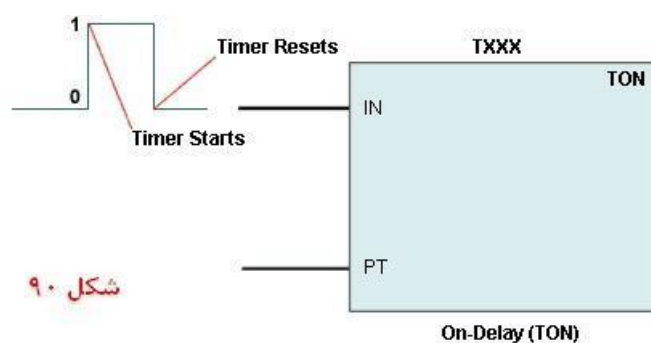 1
0
Timer Resets
Timer Starts
TXXX
TON
IN
PT
On-Delay (TON)
شکل ۹۰